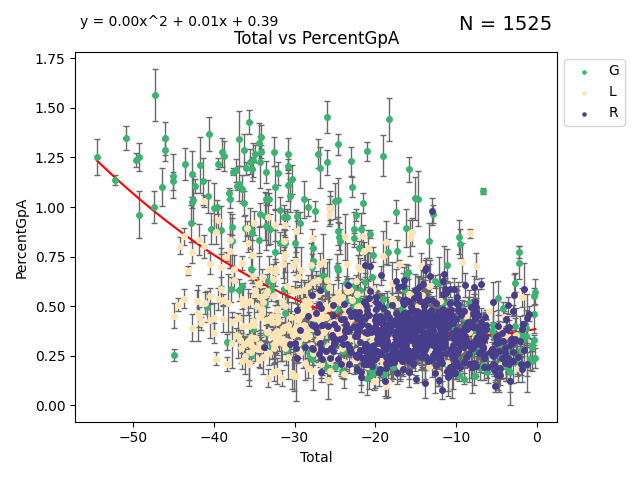 y = 0.00x^2 + 0.01x + 0.39
N = 1525
Total vs PercentGpA
1.75
1.50
1.25
1.00
0.75
0.50
0.25
0.00
PercentGpA
−50
−40
−30
−20
−10
0
Total
G
L
R